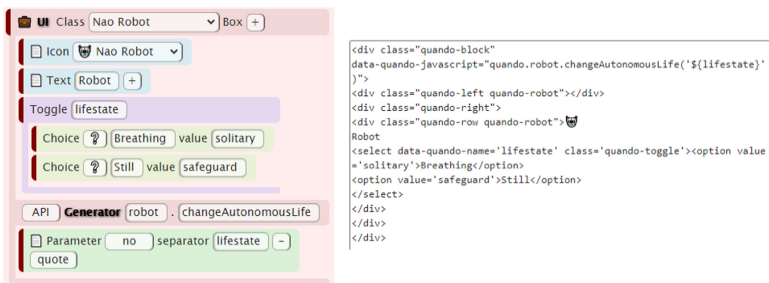 UI Class Nao Robot Box +
Icon Nao Robot
Text Robot +
Toggle lifestate
Choice ? Breathing value solitary
Choice ? Still value safeguard
API Generator robot . changeAutonomousLife
Parameter no separator lifestate -
quote
<div class="quando-block"
data-quando-javascript="quando.robot.changeAutonomousLife('${lifestate}'
)">
<div class="quando-left quando-robot"></div>
<div class="quando-right">
<div class="quando-row quando-robot">
Robot
<select data-quando-name='lifestate' class='quando-toggle'><option value
='solitary'>Breathing</option>
<option value='safeguard'>Still</option>
</select>
</div>
</div>
</div>